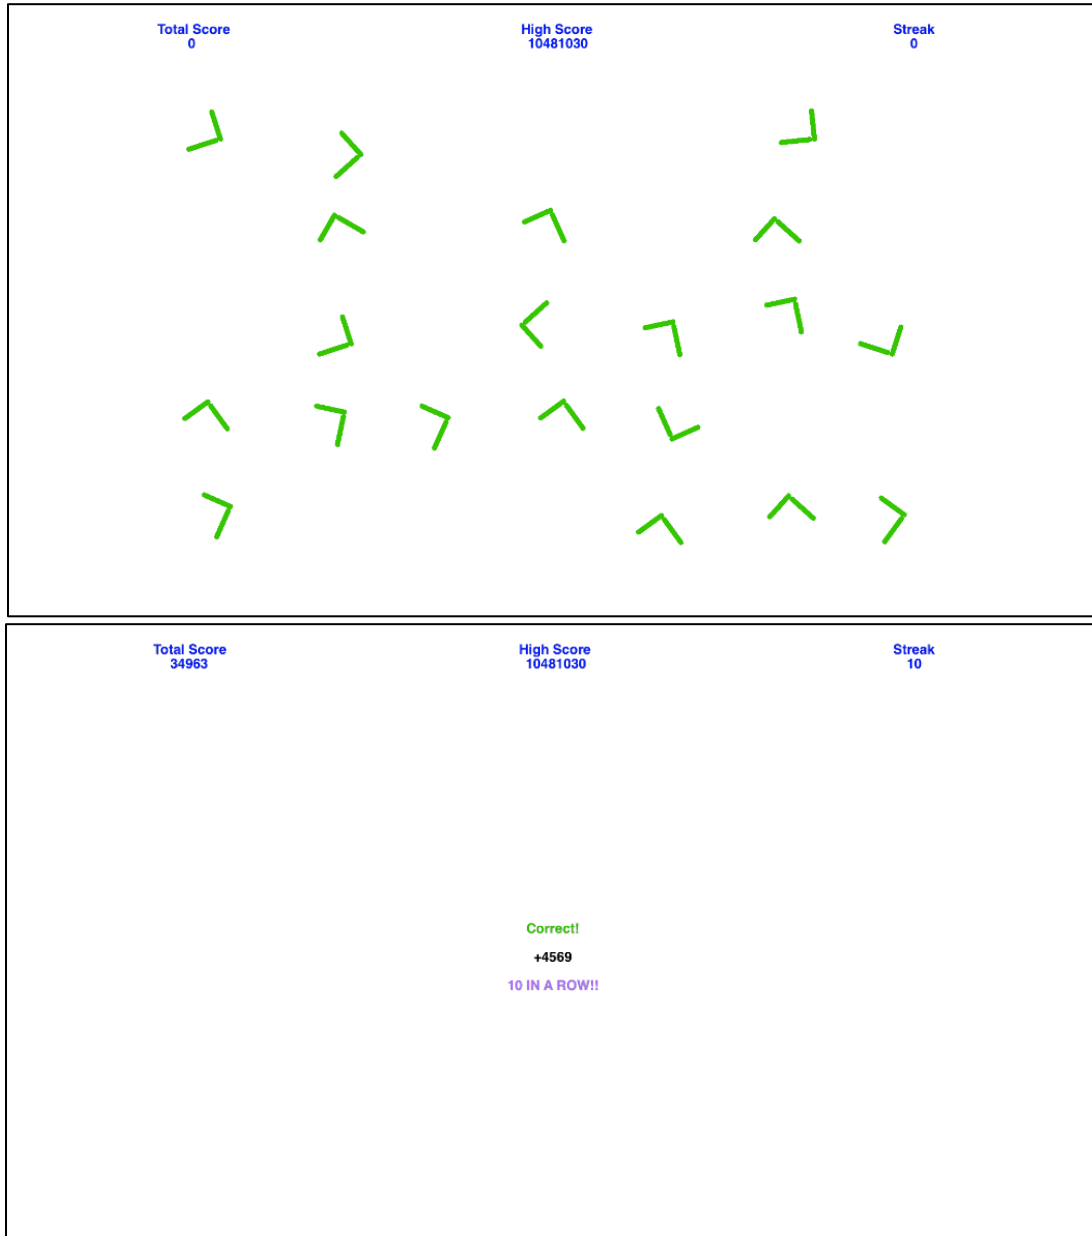 Total Score
0
High Score
10481030
Streak
0
Total Score
34963
High Score
10481030
Streak
10
Correct!
+4569
10 IN A ROW!!